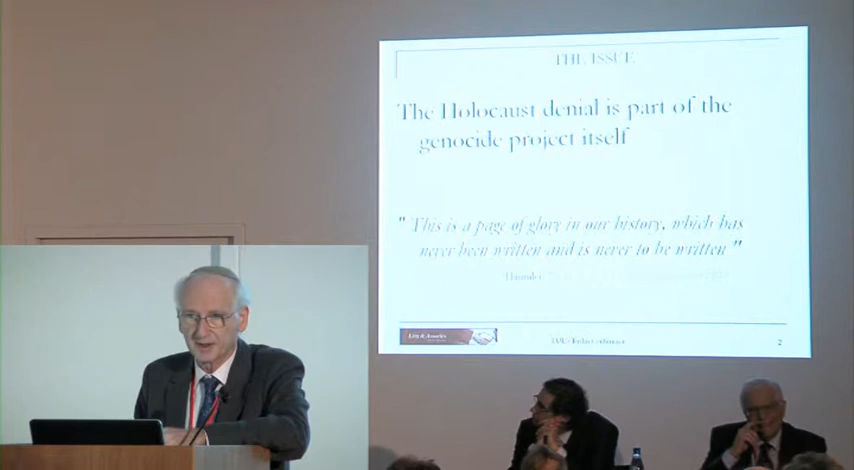 THE ISSUE
The Holocaust denial is part of the
genocide project itself
" This is a page of glory in our history, which has
never been written and is never to be written "
2